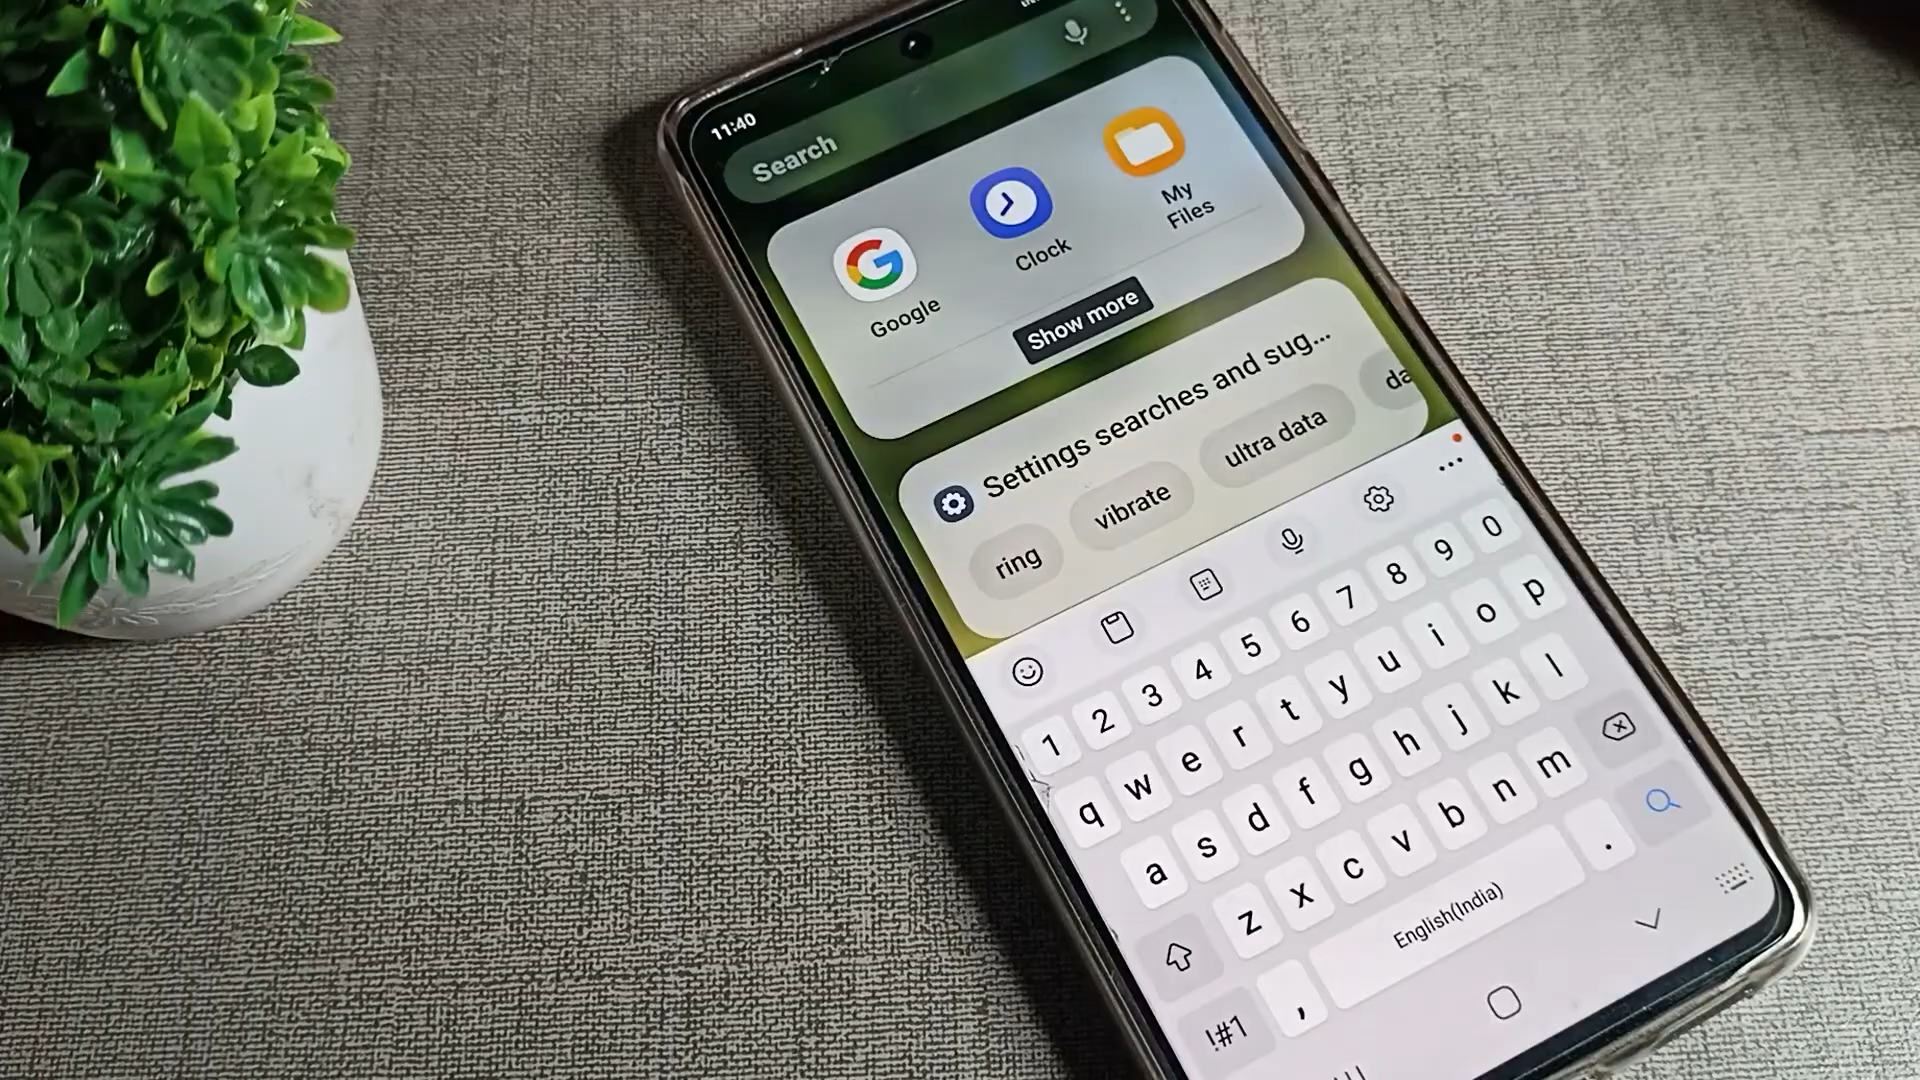 11:40
Search
Google
Clock
My
Files
Show more
Settings searches and sug...
ring
vibrate
ultra data
da
1 2 3 4 5 6 7 8 9 0
q w e r t y u i o p
a s d f g h j k l
z x c v b n m
!#1 , English(India) .